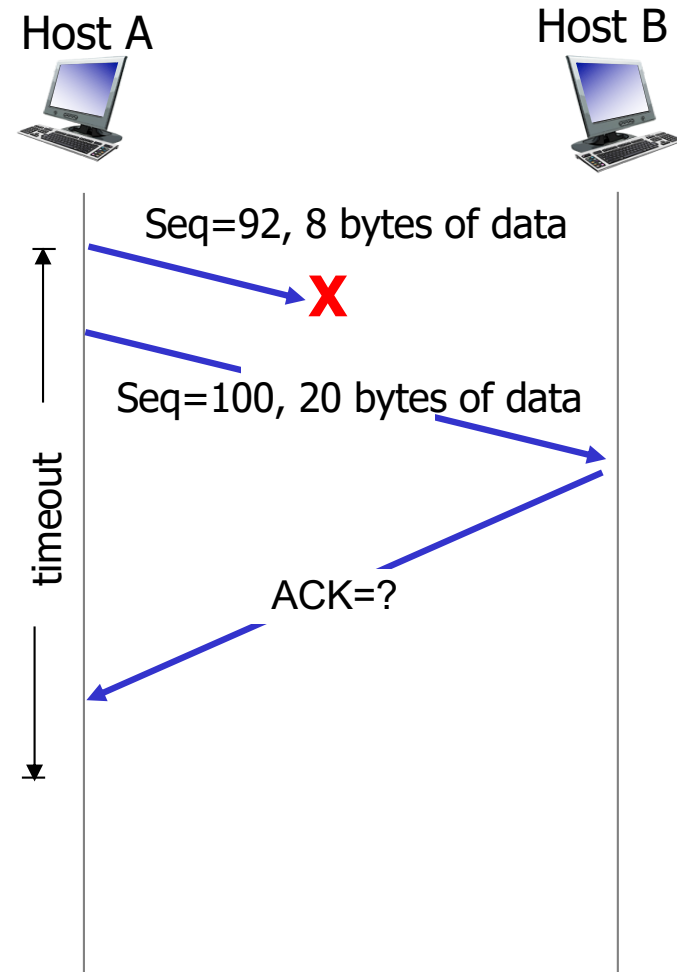 Host A
Host B
Seq=92, 8 bytes of data
X
Seq=100, 20 bytes of data
timeout
ACK=?